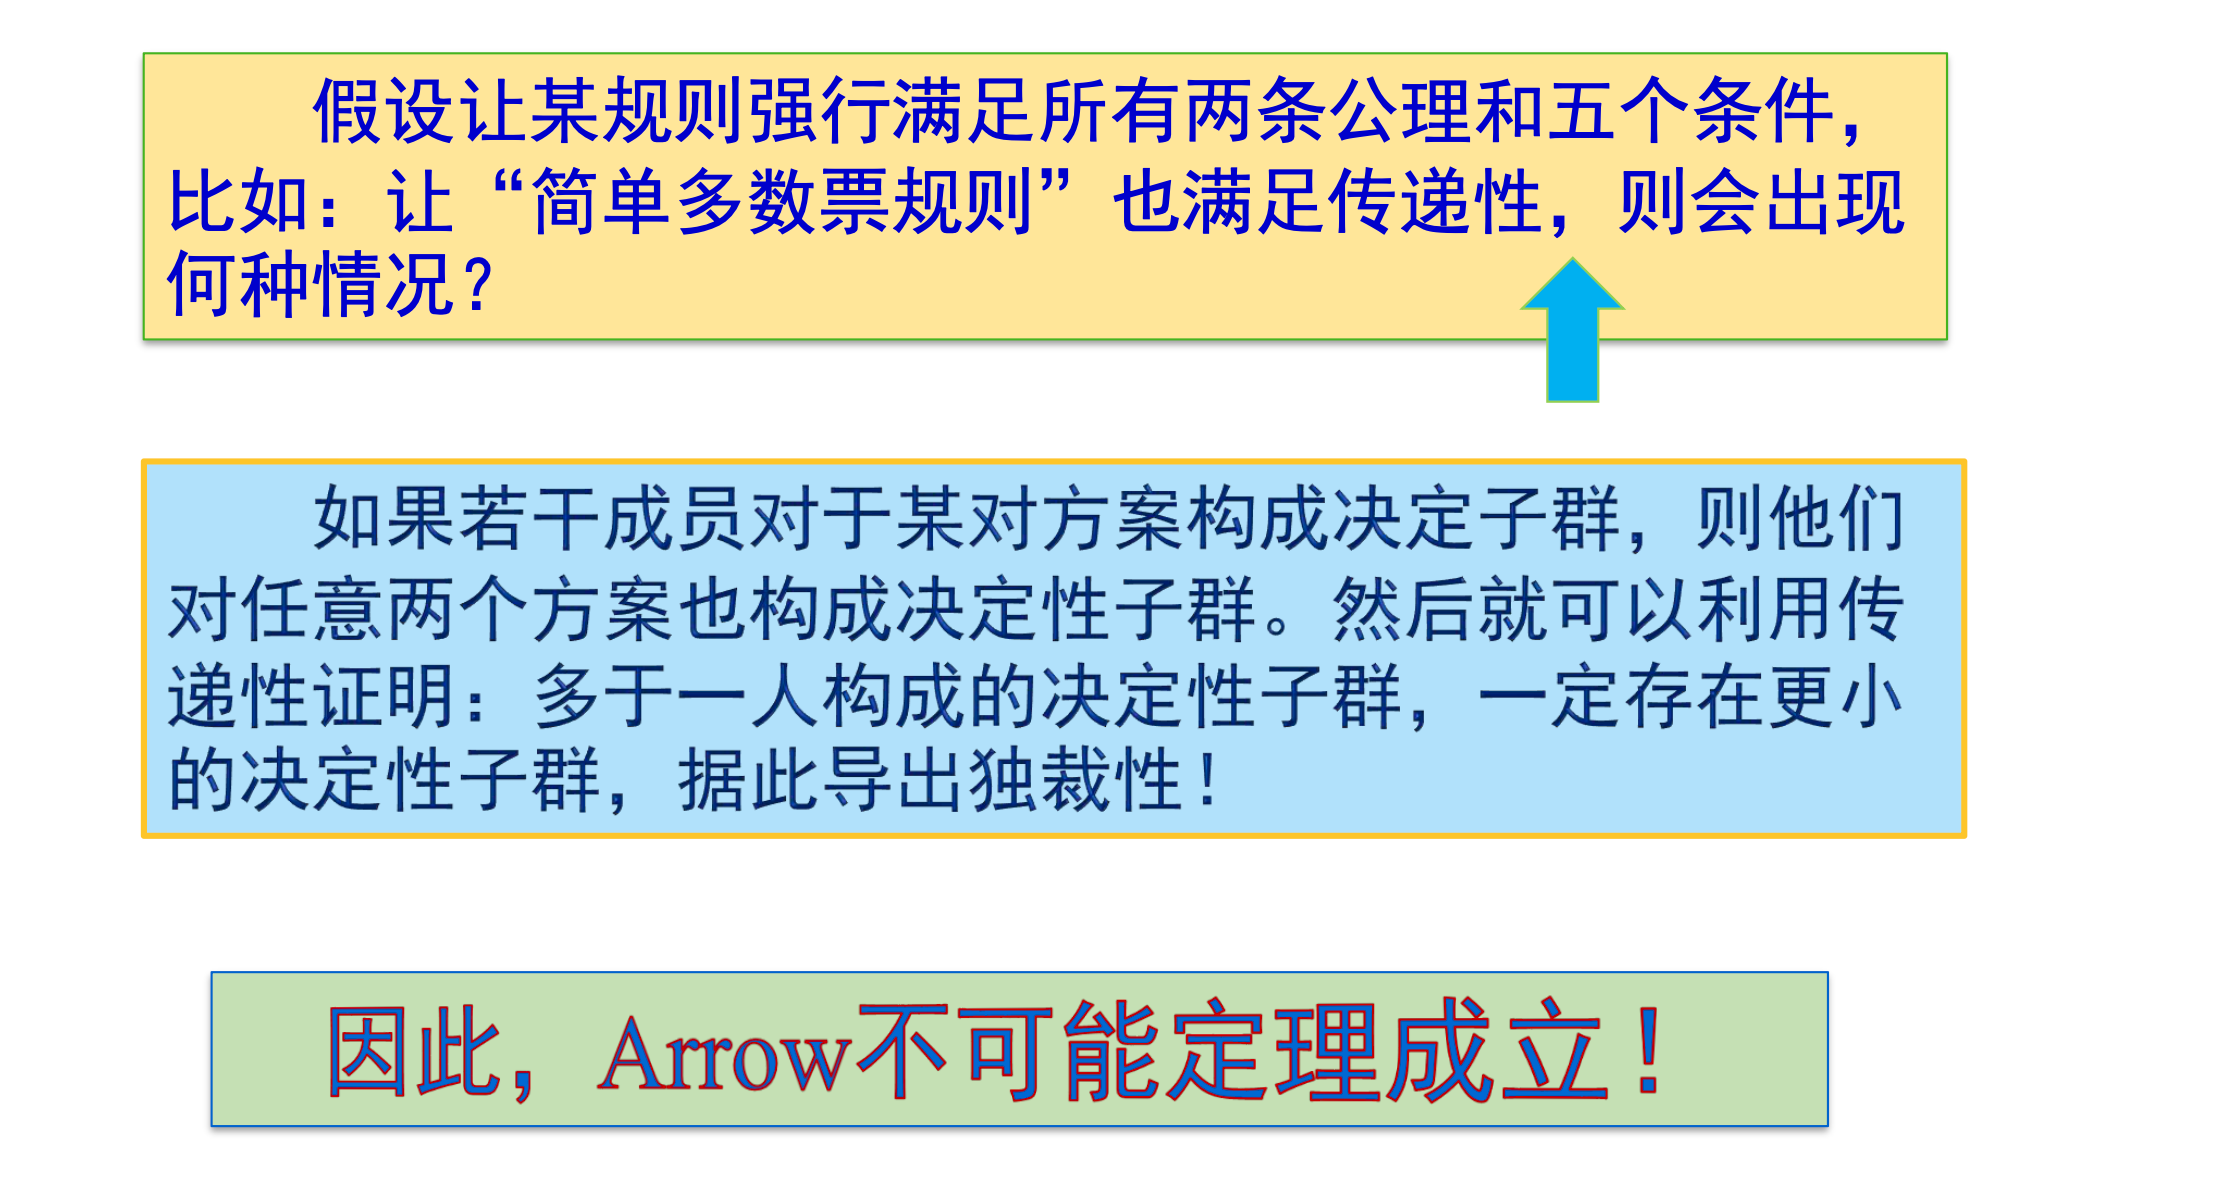 假设让某规则强行满足所有两条公理和五个条件，
比如：让“简单多数票规则”也满足传递性，则会出现
何种情况？
如果若干成员对于某对方案构成决定子群，则他们
对任意两个方案也构成决定性子群。然后就可以利用传
递性证明：多于一人构成的决定性子群，一定存在更小
的决定性子群，据此导出独裁性！
因此，Arrow不可能定理成立！